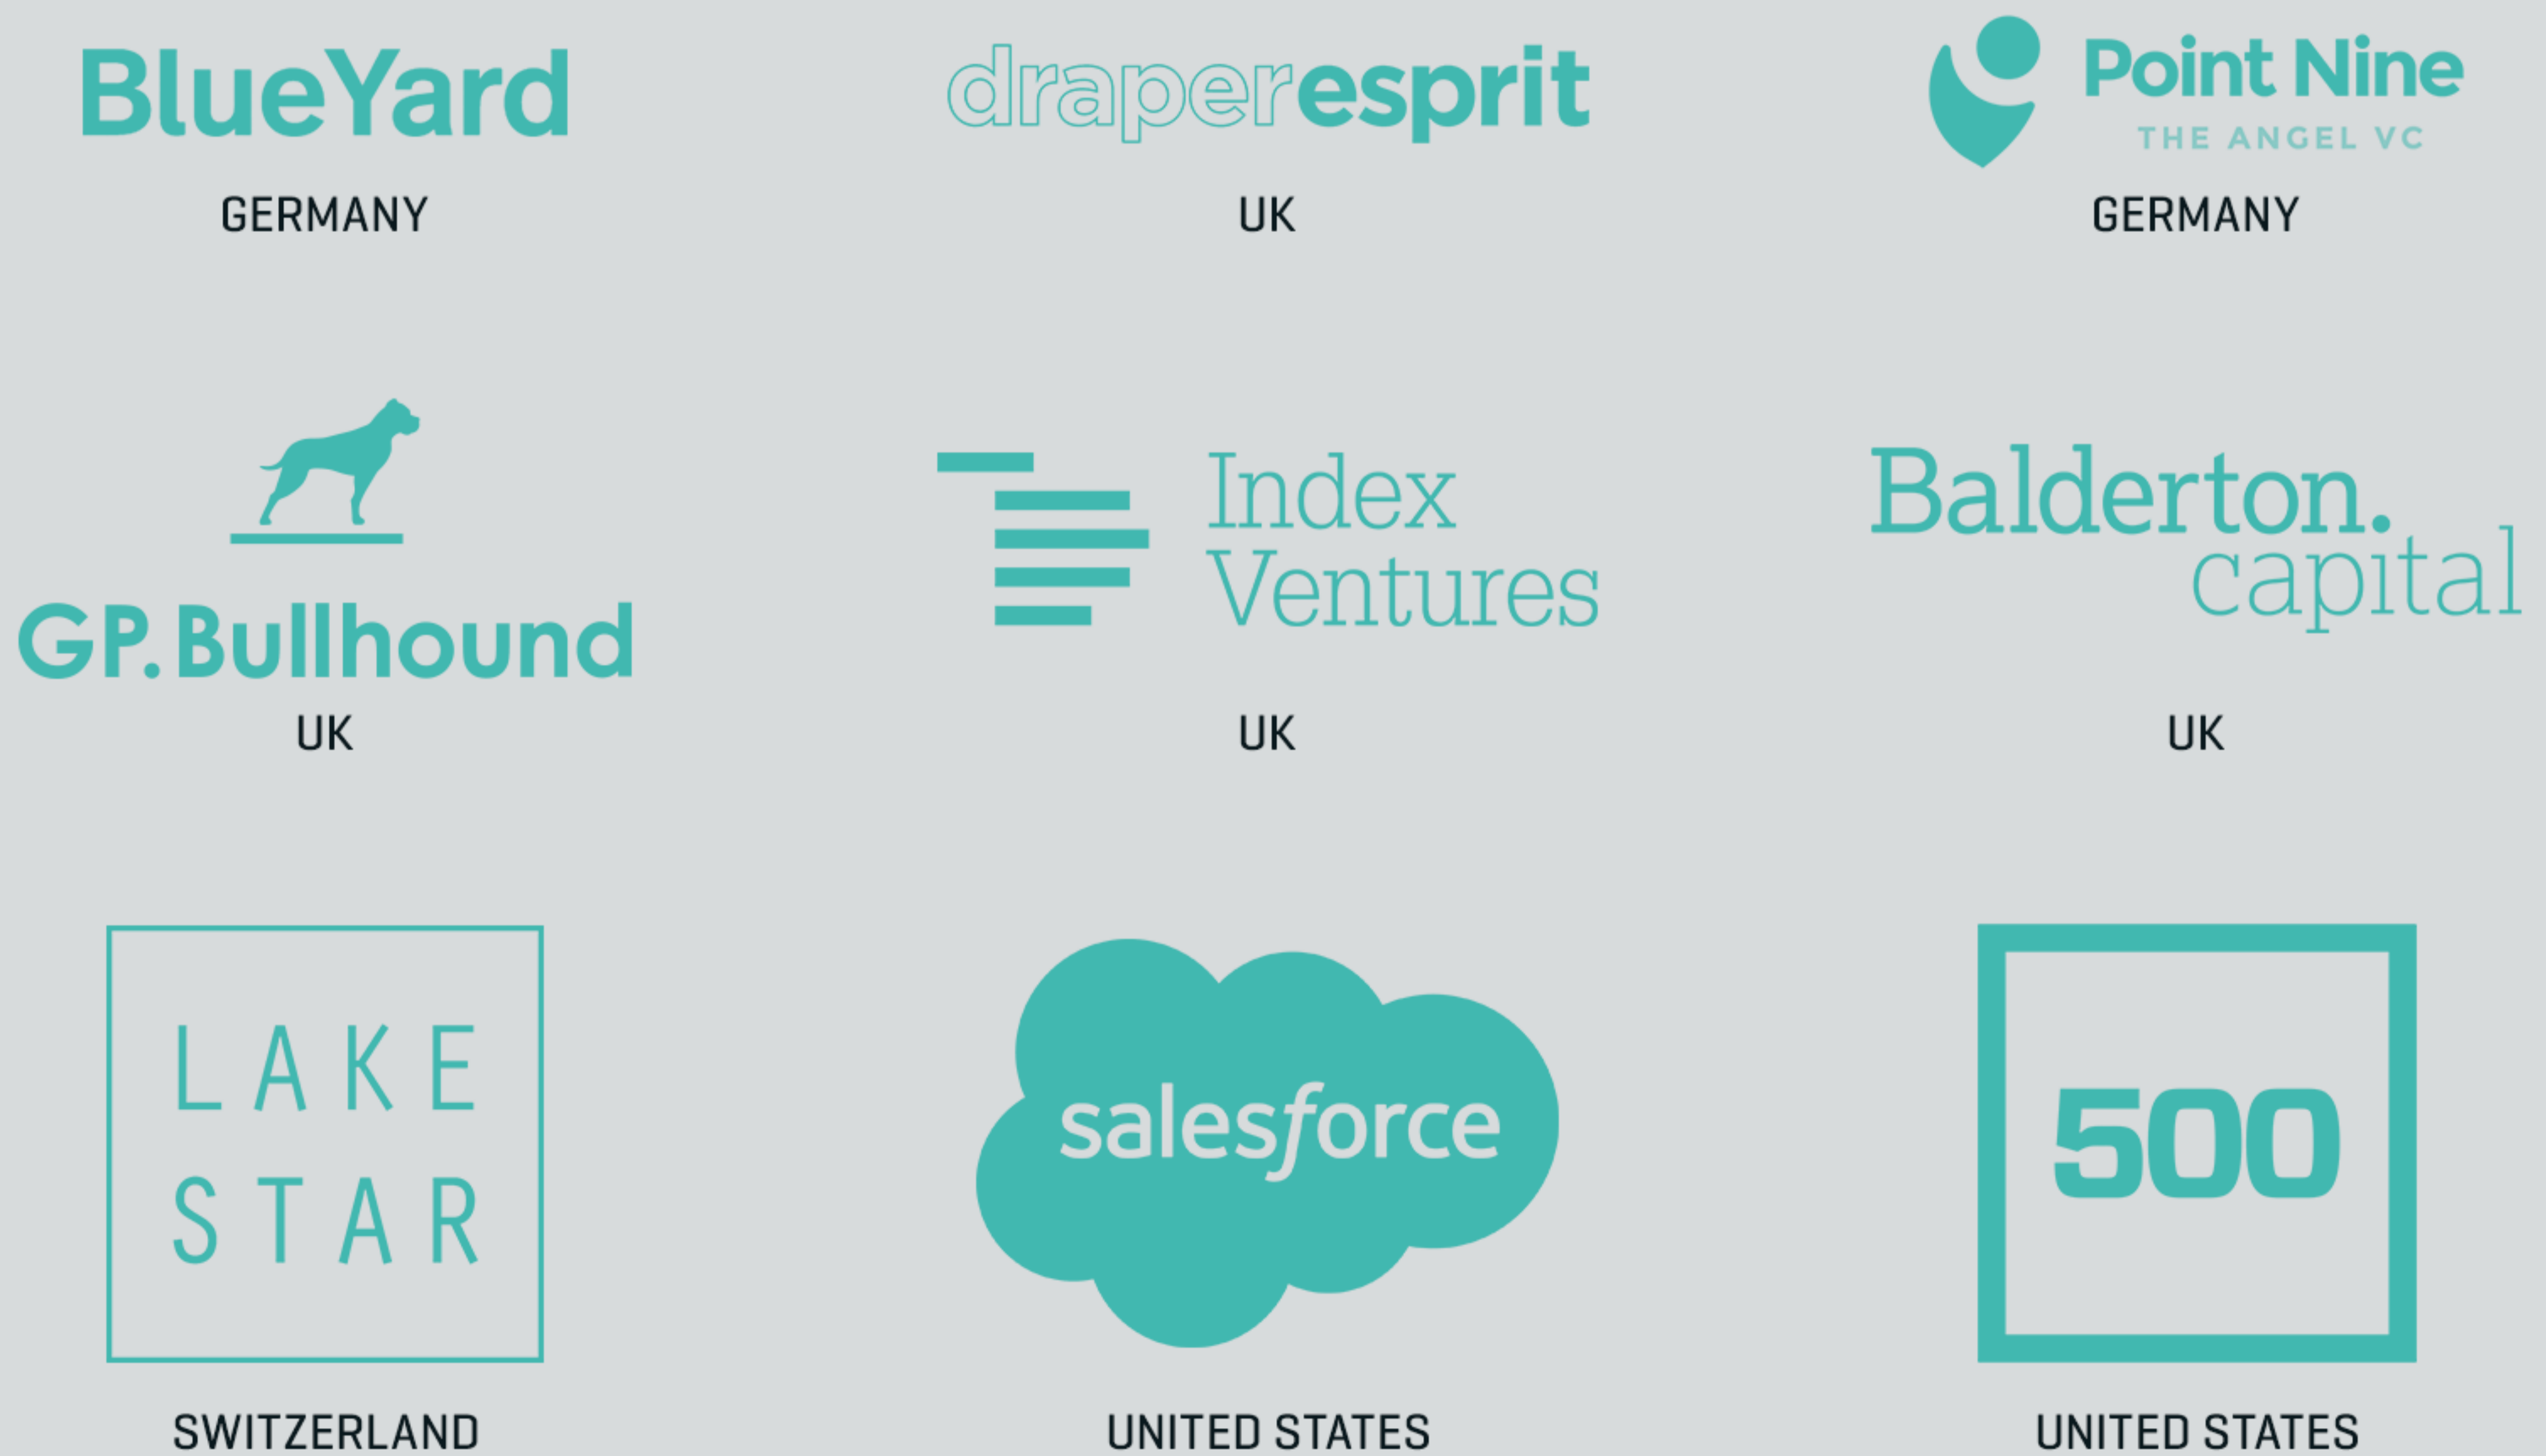 BlueYard
GERMANY
draperesprit
UK
Point Nine
THE ANGEL VC
GERMANY
GP.Bullhound
UK
Index
Ventures
UK
Balderton.
capital
UK
LAKE
STAR
SWITZERLAND
salesforce
UNITED STATES
500
UNITED STATES